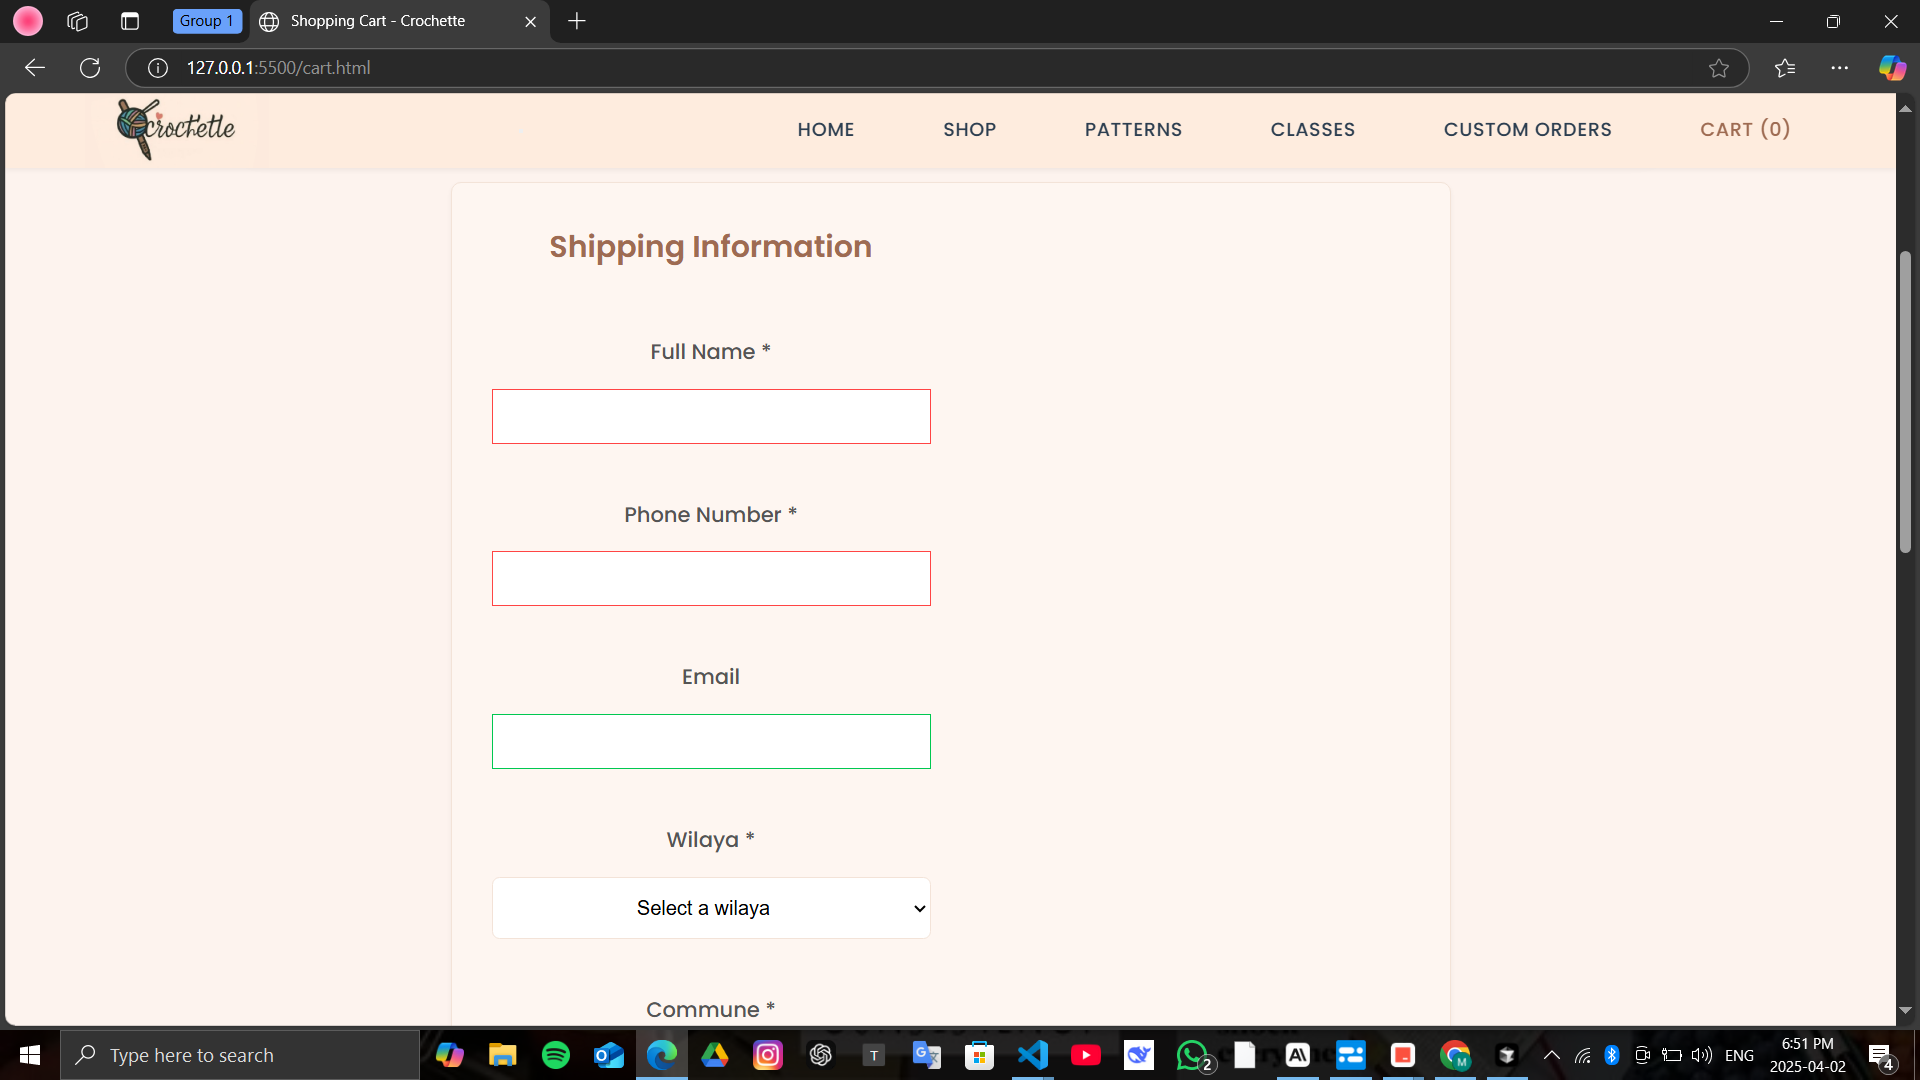 Group 1
Shopping Cart - Crochette
127.0.0.1:5500/cart.html
crochette
HOME
SHOP
PATTERNS
CLASSES
CUSTOM ORDERS
CART (0)
Shipping Information
Full Name *
Phone Number *
Email
Wilaya *
Select a wilaya
Commune *
Type here to search
T
2
M
ENG
6:51 PM
2025-04-02
4